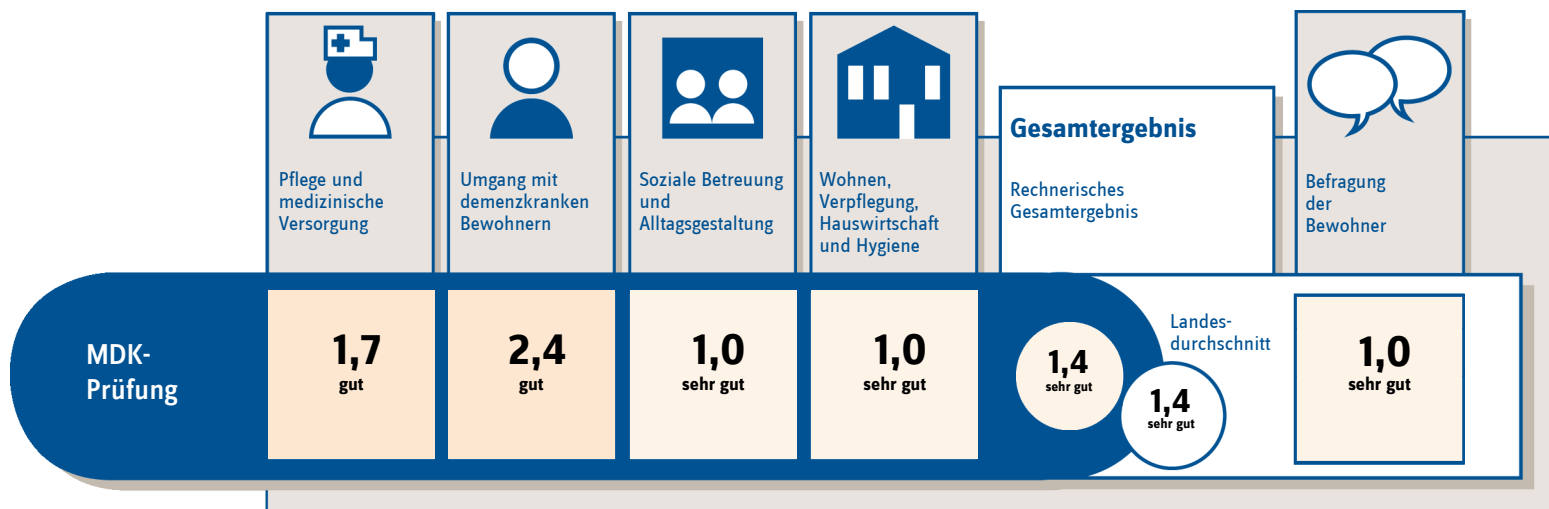 Pflege und
medizinische
Versorgung
Umgang mit
demenzkranken
Bewohnern
Soziale Betreuung
und
Alltagsgestaltung
Wohnen,
Verpflegung,
Hauswirtschaft
und Hygiene
Gesamtergebnis
Rechnerisches
Gesamtergebnis
Befragung
der
Bewohner
MDK-
Prüfung
1,7
gut
2,4
gut
1,0
sehr gut
1,0
sehr gut
1,4
sehr gut
Landes-
durchschnitt
1,4
sehr gut
1,0
sehr gut